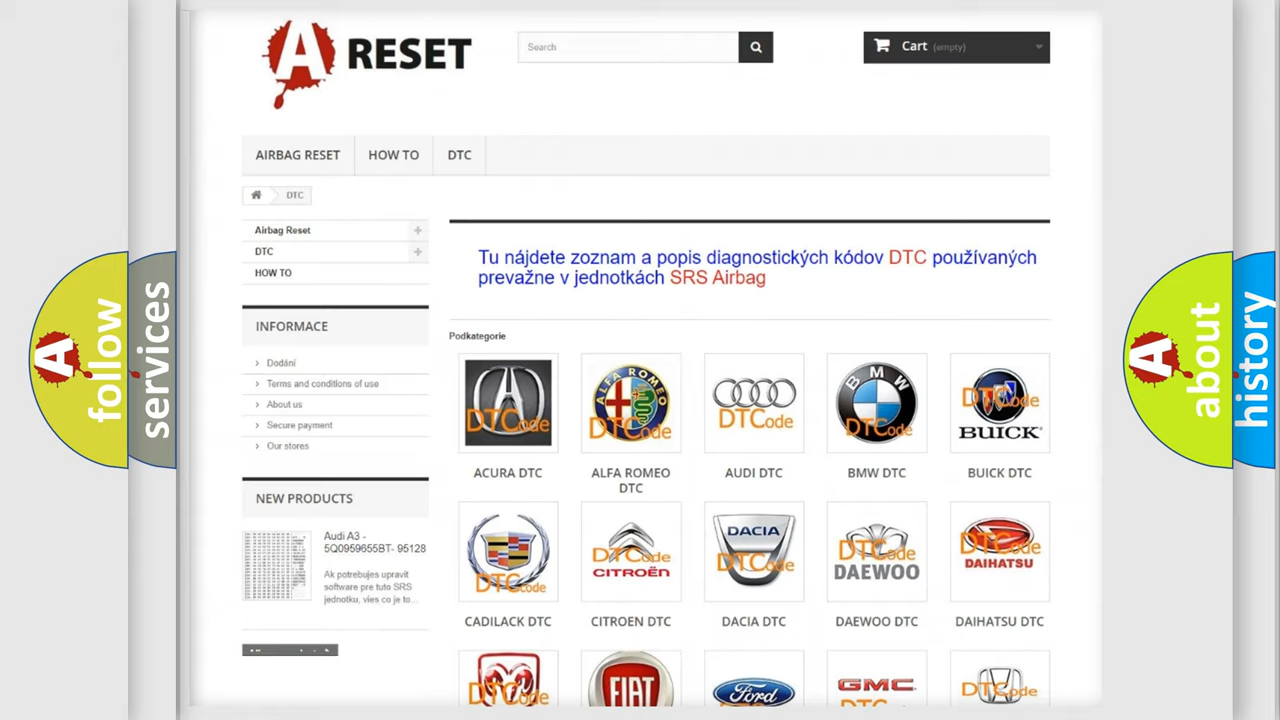 A RESET
Search
Cart (empty)
AIRBAG RESET
HOW TO
DTC
DTC
Airbag Reset
DTC
HOW TO
INFORMACE
Dodání
Terms and conditions of use
About us
Secure payment
Our stores
NEW PRODUCTS
Audi A3 -
5Q0959655BT- 95128
Ak potrebujes upravit
software pre tuto SRS
jednotku, vies co je to...
Tu nájdete zoznam a popis diagnostických kódov DTC používaných
prevažne v jednotkách SRS Airbag
Podkategorie
DTCode
ALFA ROMEO
DTCode
DTCode
BMW
DTCode
DTCode
BUICK
ACURA DTC
ALFA ROMEO
DTC
AUDI DTC
BMW DTC
BUICK DTC
DTCode
DTCode
CITROËN
DACIA
DTCode
DTCode
DAEWOO
DTCode
DAIHATSU
CADILACK DTC
CITROEN DTC
DACIA DTC
DAEWOO DTC
DAIHATSU DTC
DTCode
FIAT
Ford
GMC
DTCode
A follow
services
A about
history